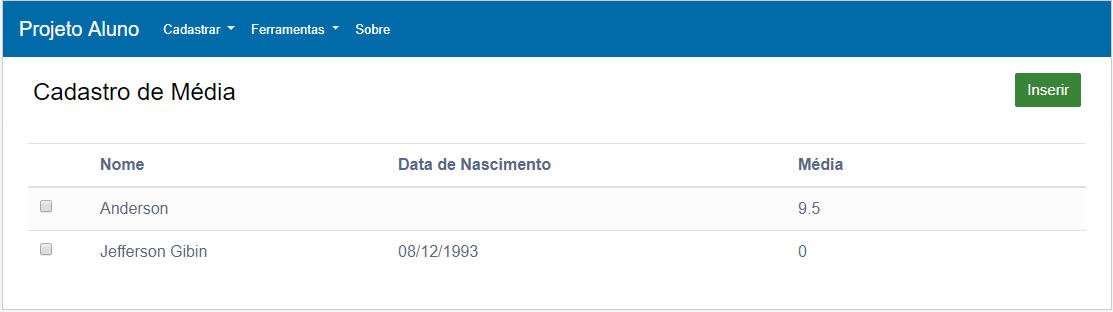 Projeto Aluno Cadastrar Ferramentas Sobre
Cadastro de Média Inserir
Nome Data de Nascimento Média
Anderson 9.5
Jefferson Gibin 08/12/1993 0